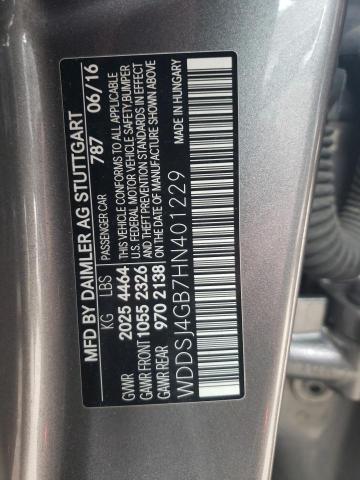 MFD BY DAIMLER AG STUTTGART
PASSENGER CAR 787 06/16
KG LBS
GVWR 2025 4464
GAWR FRONT 1055 2326
GAWR REAR 970 2138
THIS VEHICLE CONFORMS TO ALL APPLICABLE
U.S. FEDERAL MOTOR VEHICLE SAFETY, BUMPER
AND THEFT PREVENTION STANDARDS IN EFFECT
ON THE DATE OF MANUFACTURE SHOWN ABOVE
WDDSJ4GB7HN401229
MADE IN HUNGARY